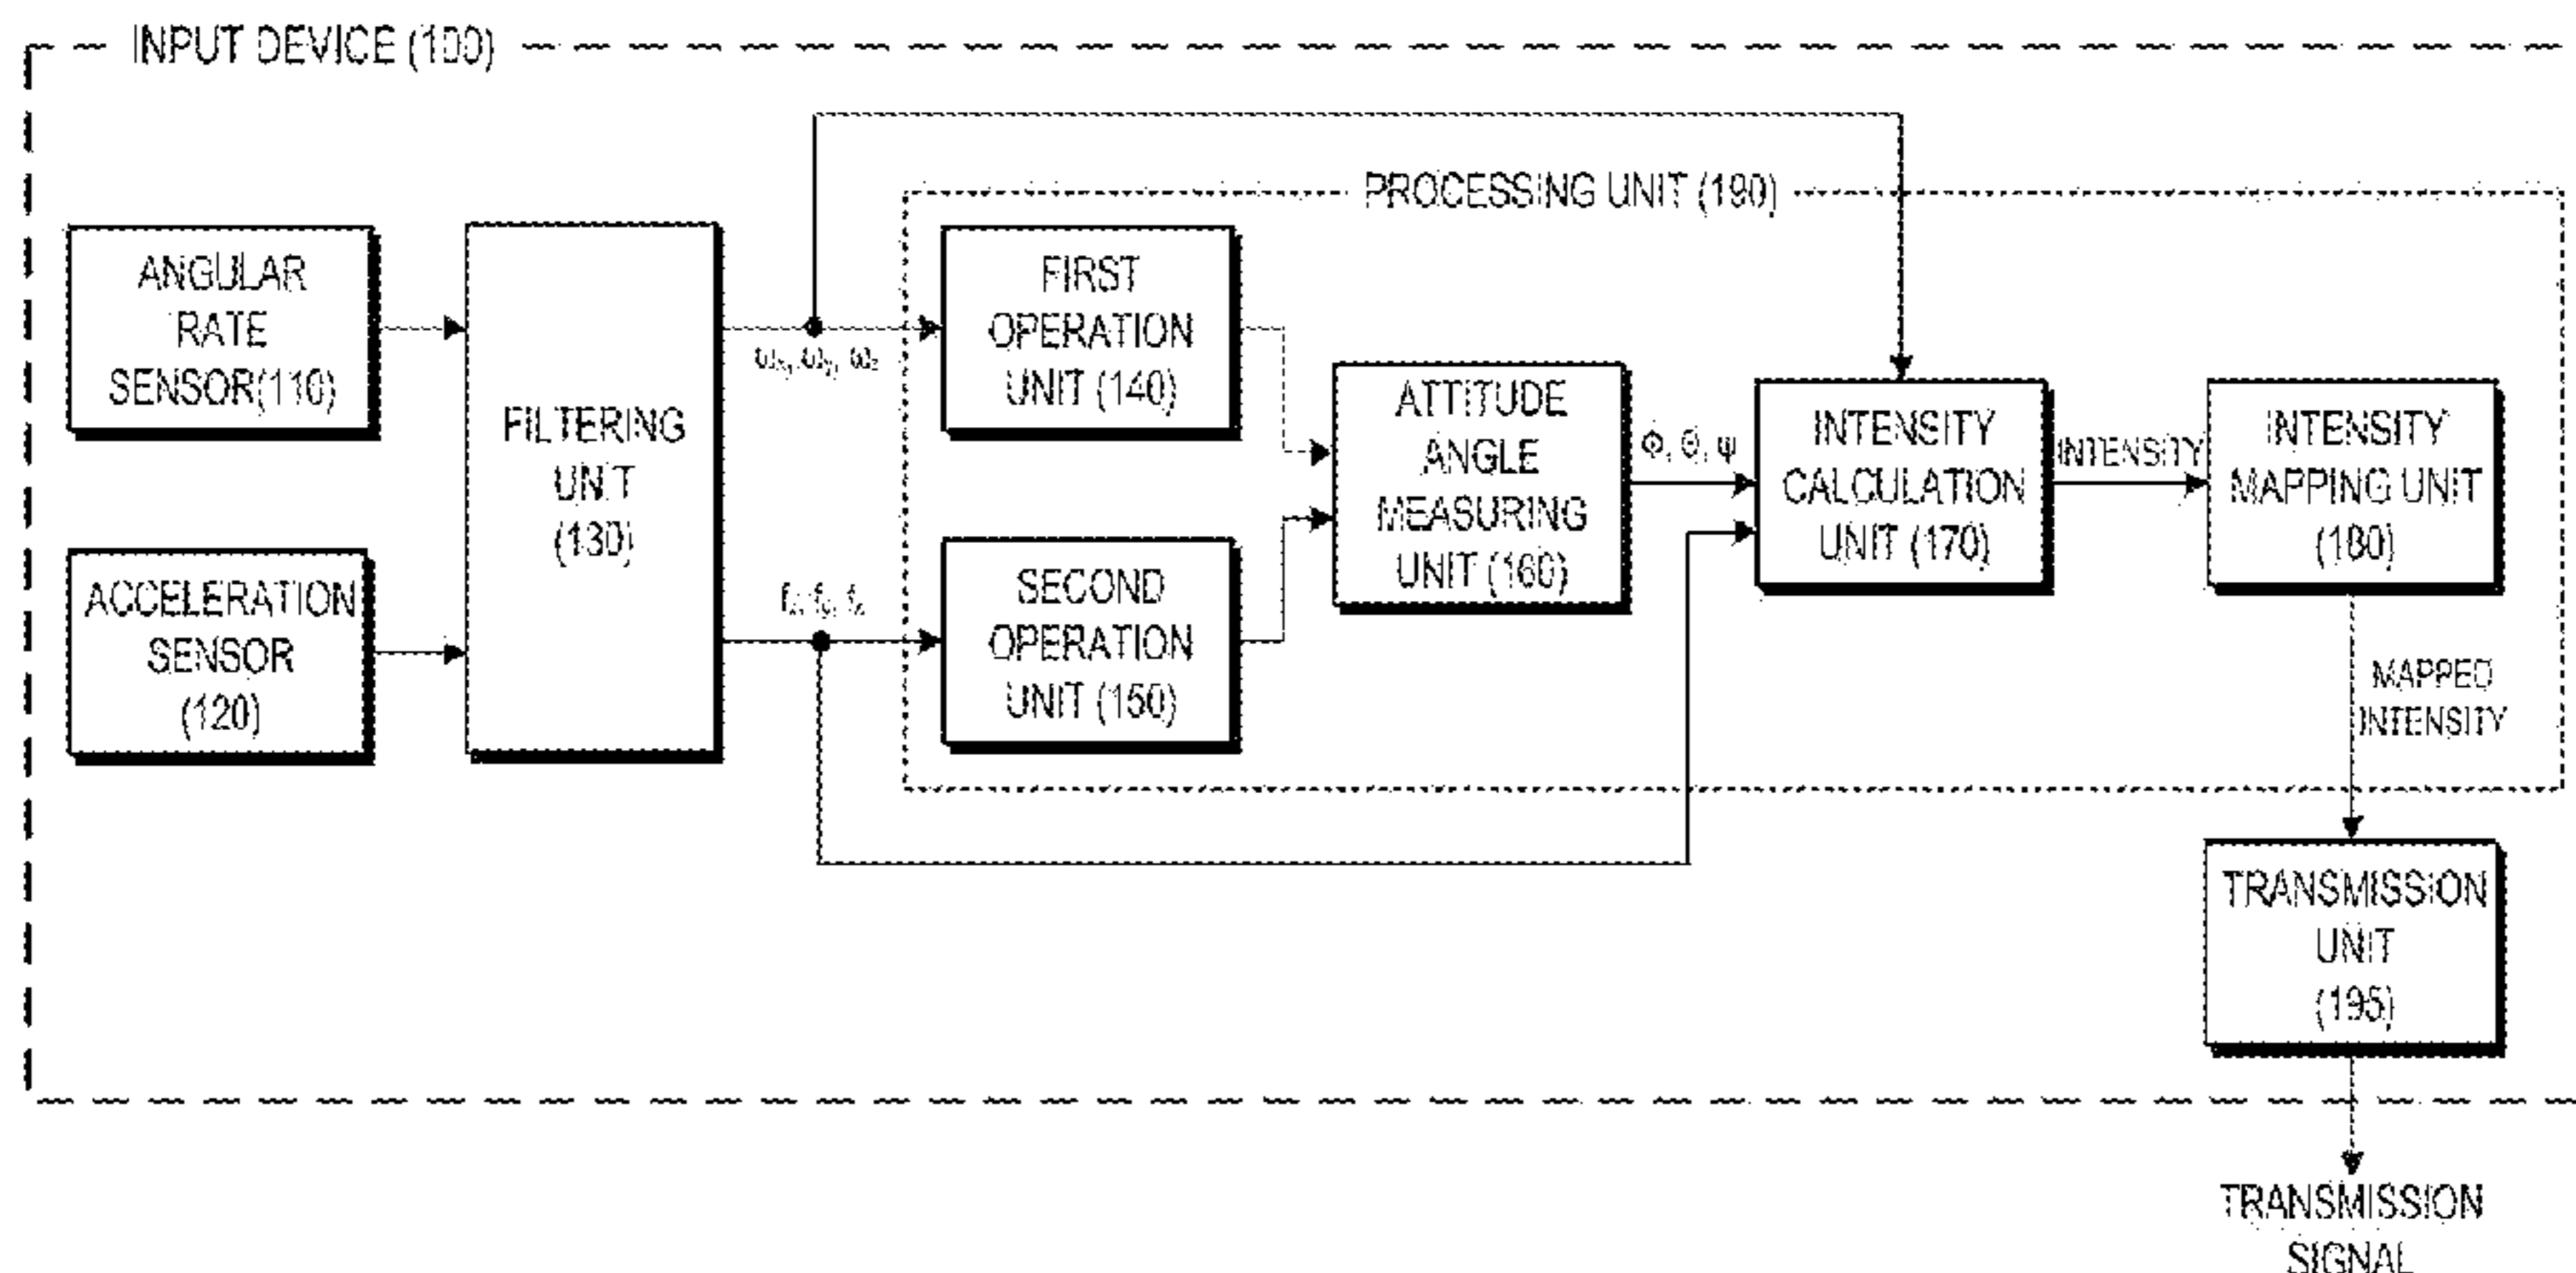 INPUT DEVICE (100)
PROCESSING UNIT (190)
ANGULAR
RATE
SENSOR(110)
ACCELERATION
SENSOR
(120)
FILTERING
UNIT
(130)
ωx, ωy, ωz
fx, fy, fz
FIRST
OPERATION
UNIT (140)
SECOND
OPERATION
UNIT (150)
ATTITUDE
ANGLE
MEASURING
UNIT (160)
Φ, θ, ψ
INTENSITY
CALCULATION
UNIT (170)
INTENSITY
INTENSITY
MAPPING UNIT
(180)
MAPPED
INTENSITY
TRANSMISSION
UNIT
(195)
TRANSMISSION
SIGNAL